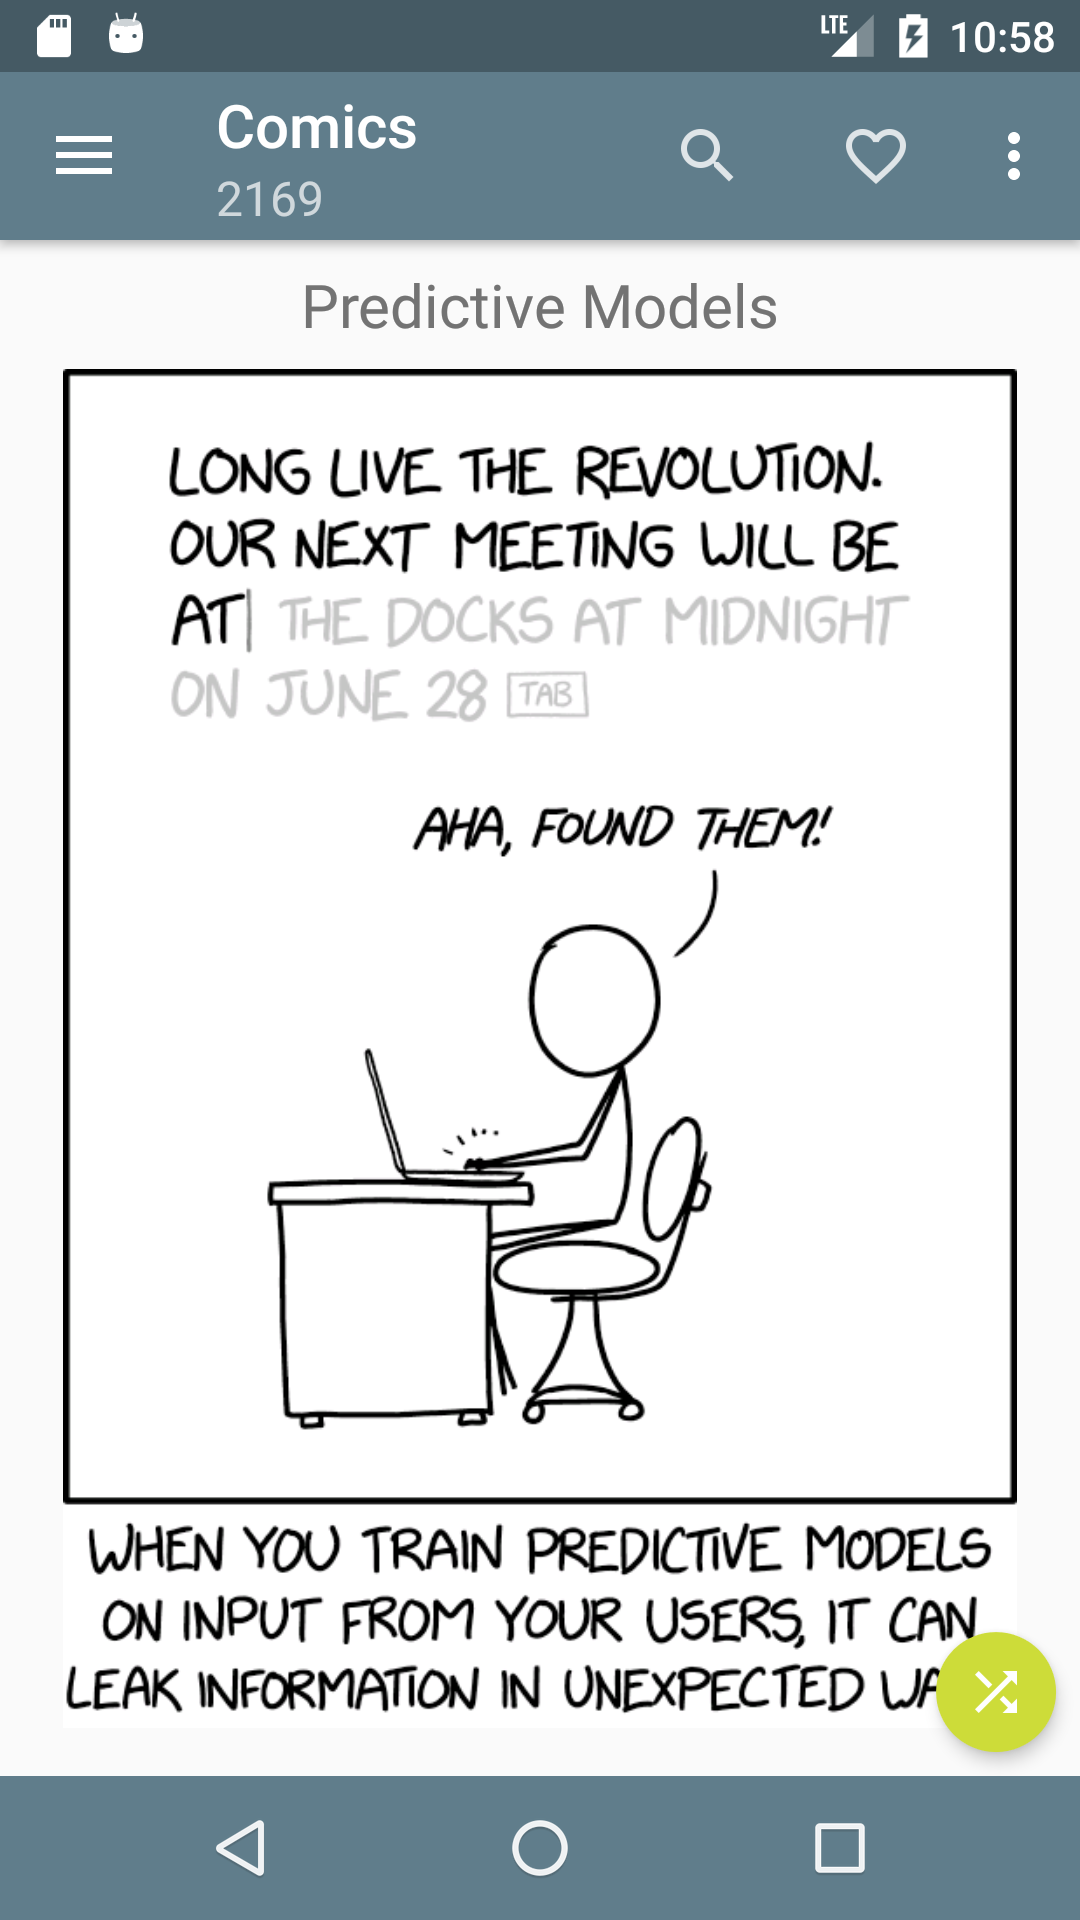 LTE 10:58
Comics
2169
Predictive Models
LONG LIVE THE REVOLUTION.
OUR NEXT MEETING WILL BE
AT THE DOCKS AT MIDNIGHT
ON JUNE 28 TAB
AHA, FOUND THEM!
WHEN YOU TRAIN PREDICTIVE MODELS
ON INPUT FROM YOUR USERS, IT CAN
LEAK INFORMATION IN UNEXPECTED